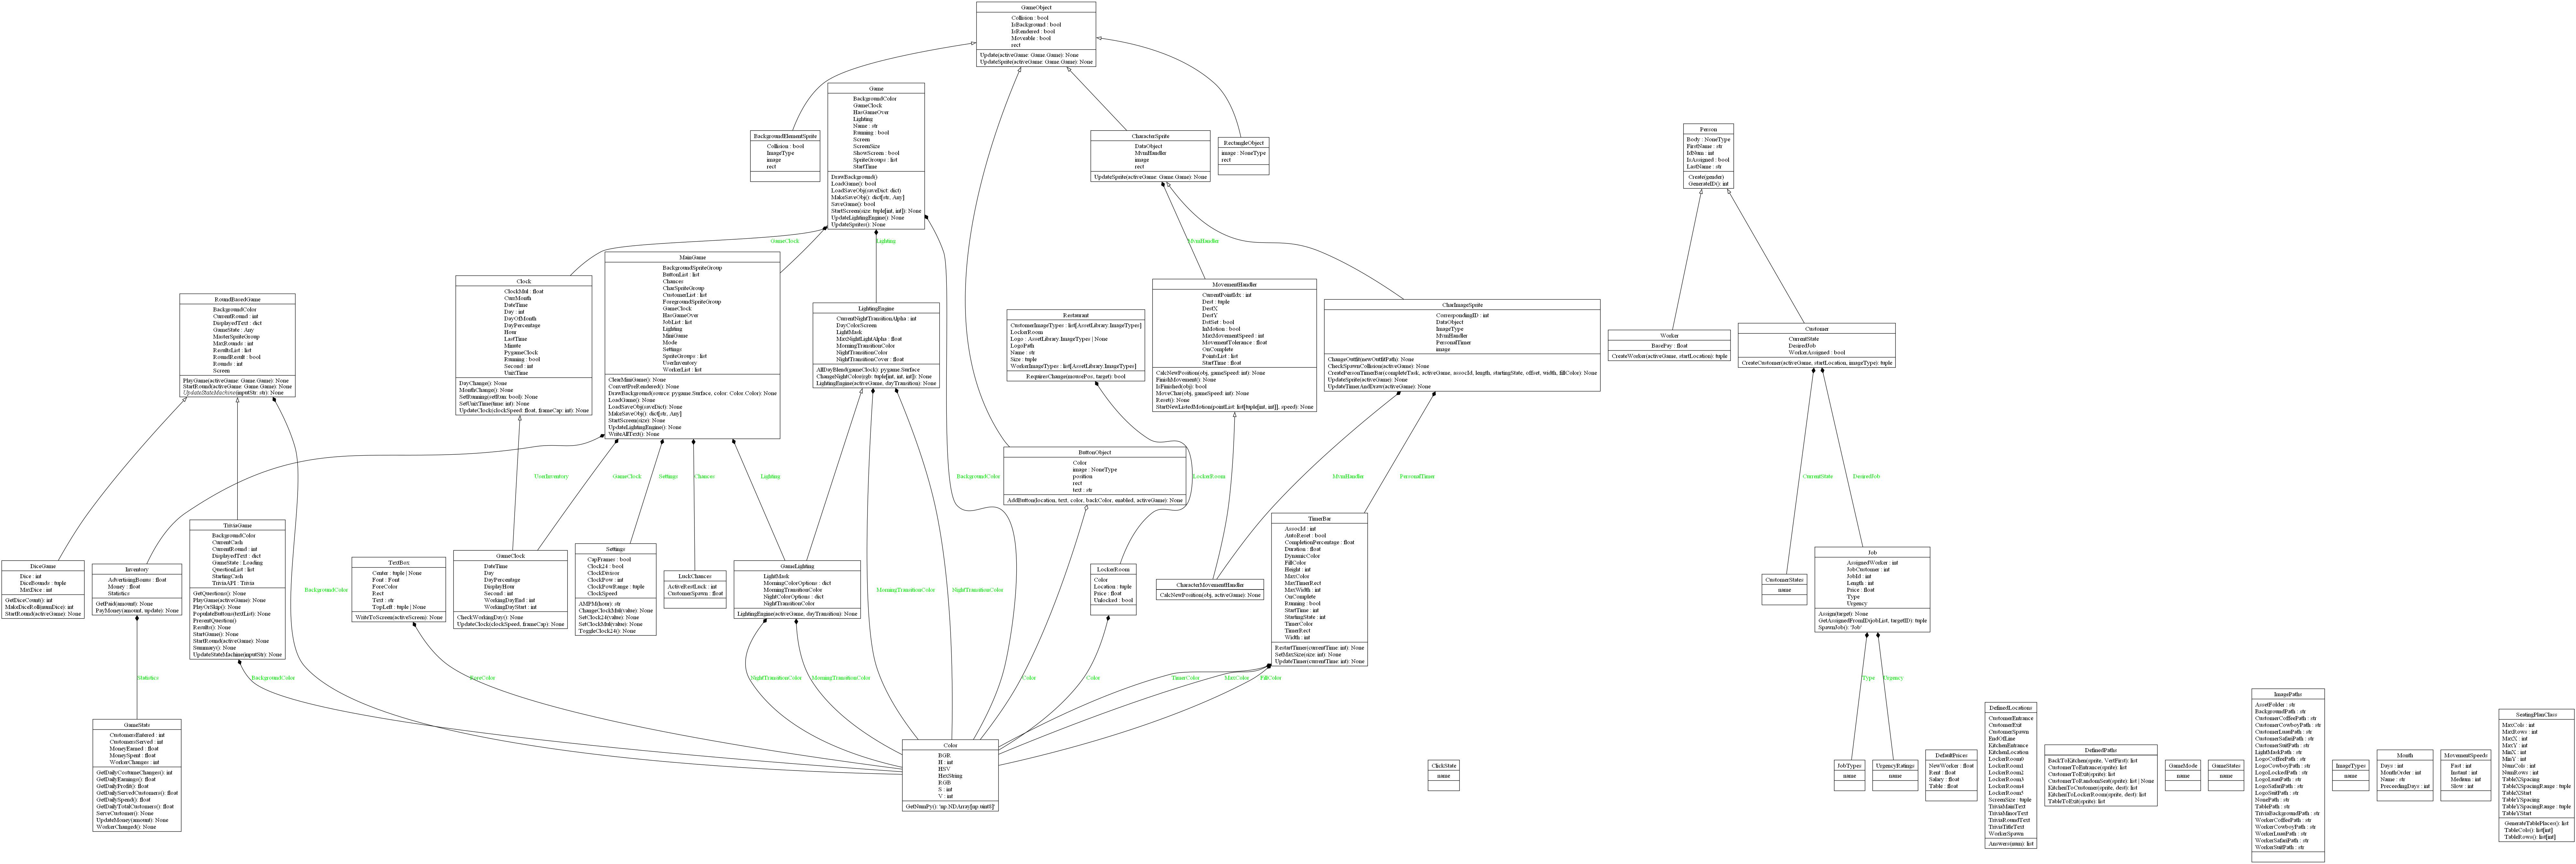 GameObject
Collision : bool
IsBackground : bool
IsRendered : bool
Moveable : bool
rect
Update(activeGame: Game.Game): None
UpdateSprite(activeGame: Game.Game): None
Game
BackgroundColor
GameClock
HasGameOver
Lighting
Name : str
Running : bool
Screen
ScreenSize
ShowScreen : bool
SpriteGroups : list
StartTime
DrawBackground()
LoadGame(): bool
LoadSaveObj(saveDict: dict)
MakeSaveObj(): dict[str, Any]
SaveGame(): bool
StartScreen(size: tuple[int, int]): None
UpdateLightingEngine(): None
UpdateSprites(): None
BackgroundElementSprite
Collision : bool
ImageType
image
rect
CharacterSprite
DataObject
MvmHandler
image
rect
UpdateSprite(activeGame: Game.Game): None
RectangleObject
image : NoneType
rect
Person
Body : NoneType
FirstName : str
IdNum : int
IsAssigned : bool
LastName : str
Create(gender)
GenerateID(): int
GameClock
Lighting
MvmHandler
RoundBasedGame
BackgroundColor
CurrentRound : int
DisplayedText : dict
GameState : Any
MasterSpriteGroup
MaxRounds : int
ResultsList : list
RoundResult : bool
Rounds : int
Screen
PlayGame(activeGame: Game.Game): None
StartRound(activeGame: Game.Game): None
UpdateStateMachine(inputStr: str): None
Clock
ClockMul : float
CurrMonth
DateTime
Day : int
DayOfMonth
DayPercentage
Hour
LastTime
Minute
PygameClock
Running : bool
Second : int
UnixTime
DayChange(): None
MonthChange(): None
SetRunning(setRun: bool): None
SetUnixTime(time: int): None
UpdateClock(clockSpeed: float, frameCap: int): None
MainGame
BackgroundSpriteGroup
ButtonList : list
Chances
CharSpriteGroup
CustomerList : list
ForegroundSpriteGroup
GameClock
HasGameOver
JobList : list
Lighting
MiniGame
Mode
Settings
SpriteGroups : list
UserInventory
WorkerList : list
ClearMiniGame(): None
ConvertPreRendered(): None
DrawBackground(source: pygame.Surface, color: Color.Color): None
LoadGame(): None
LoadSaveObj(saveDict): None
MakeSaveObj(): dict[str, Any]
StartScreen(size): None
UpdateLightingEngine(): None
WriteAllText(): None
LightingEngine
CurrentNightTransitionAlpha : int
DayColorScreen
LightMask
MaxNightLightAlpha : float
MorningTransitionColor
NightTransitionColor
NightTransitionCover : float
AllDayBlend(gameClock): pygame.Surface
ChangeNightColor(rgb: tuple[int, int, int]): None
LightingEngine(activeGame, dayTransition): None
Restaurant
CustomerImageTypes : list[AssetLibrary.ImageTypes]
LockerRoom
Logo : AssetLibrary.ImageTypes | None
LogoPath
Name : str
Size : tuple
WorkerImageTypes : list[AssetLibrary.ImageTypes]
RequiresChange(mousePos, target): bool
MovementHandler
CurrentPointIdx : int
Dest : tuple
DestX
DestY
DstSet : bool
InMotion : bool
MaxMovementSpeed : int
MovementTolerance : float
OnComplete
PointsList : list
StartTime : float
CalcNewPosition(obj, gameSpeed: int): None
FinishMovement(): None
IsFinished(obj): bool
MoveChar(obj, gameSpeed: int): None
Reset(): None
StartNewListedMotion(pointList: list[tuple[int, int]], speed): None
CharImageSprite
CorrespondingID : int
DataObject
ImageType
MvmHandler
PersonalTimer
image
ChangeOutfit(newOutfitPath): None
CheckSpawnCollision(activeGame): None
CreatePersonTimerBar(completeTask, activeGame, assocId, length, startingState, offset, width, fillColor): None
UpdateSprite(activeGame): None
UpdateTimerAndDraw(activeGame): None
Worker
BasePay : float
CreateWorker(activeGame, startLocation): tuple
Customer
CurrentState
DesiredJob
WorkerAssigned : bool
CreateCustomer(activeGame, startLocation, imageType): tuple
UserInventory
GameClock
Settings
Chances
Lighting
BackgroundColor
LockerRoom
MvmHandler
PersonalTimer
CurrentState
DesiredJob
ButtonObject
Color
image : NoneType
position
rect
text : str
AddButton(location, text, color, backColor, enabled, activeGame): None
DiceGame
Dice : int
DiceBounds : tuple
MaxDice : int
GetDiceCount(): int
MakeDiceRoll(numDice): int
StartRound(activeGame): None
Inventory
AdvertisingBonus : float
Money : float
Statistics
GetPaid(amount): None
PayMoney(amount, update): None
TriviaGame
BackgroundColor
CurrentCash
CurrentRound : int
DisplayedText : dict
GameState : Loading
QuestionList : list
StartingCash
TriviaAPI : Trivia
GetQuestions(): None
PlayGame(activeGame): None
PlayOrSkip(): None
PopulateButtons(textList): None
PresentQuestion()
Results(): None
StartGame(): None
StartRound(activeGame): None
Summary(): None
UpdateStateMachine(inputStr): None
TextBox
Center : tuple | None
Font : Font
ForeColor
Rect
Text : str
TopLeft : tuple | None
WriteToScreen(activeScreen): None
GameClock
DateTime
Day
DayPercentage
DisplayHour
Second : int
WorkingDayEnd : int
WorkingDayStart : int
CheckWorkingDay(): None
UpdateClock(clockSpeed, frameCap): None
Settings
CapFrames : bool
Clock24 : bool
ClockDivisor
ClockPow : int
ClockPowRange : tuple
ClockSpeed
AMPM(hour): str
ChangeClockMul(value): None
SetClock24(value): None
SetClockMul(value): None
ToggleClock24(): None
LuckChances
ActiveRestLuck : int
CustomerSpawn : float
GameLighting
LightMask
MorningColorOptions : dict
MorningTransitionColor
NightColorOptions : dict
NightTransitionColor
LightingEngine(activeGame, dayTransition): None
LockerRoom
Color
Location : tuple
Price : float
Unlocked : bool
CharacterMovementHandler
CalcNewPosition(obj, activeGame): None
TimerBar
AssocId : int
AutoReset : bool
CompletionPercentage : float
Duration : float
DynamicColor
FillColor
Height : int
MaxColor
MaxTimerRect
MaxWidth : int
OnComplete
Running : bool
StartTime : int
StartingState : int
TimerColor
TimerRect
Width : int
RestartTimer(currentTime: int): None
SetMaxSize(size: int): None
UpdateTimer(currentTime: int): None
CustomerStates
name
Job
AssignedWorker : int
JobCustomer : int
JobId : int
Length : int
Price : float
Type
Urgency
Assign(target): None
GetAssignedFromID(jobList, targetID): tuple
SpawnJob(): 'Job'
BackgroundColor
MorningTransitionColor
NightTransitionColor
Statistics
BackgroundColor
ForeColor
NightTransitionColor
MorningTransitionColor
Color
Color
TimerColor
MaxColor
FillColor
Type
Urgency
GameStats
CustomersEntered : int
CustomersServed : int
MoneyEarned : float
MoneySpent : float
WorkerChanges : int
GetDailyCostumeChanges(): int
GetDailyEarnings(): float
GetDailyProfit(): float
GetDailyServedCustomers(): float
GetDailySpend(): float
GetDailyTotalCustomers(): float
ServeCustomer(): None
UpdateMoney(amount): None
WorkerChanged(): None
Color
BGR
H : int
HSV
HexString
RGB
S : int
V : int
GetNumPy(): 'np.NDArray[np.uint8]'
ClickState
name
JobTypes
name
UrgencyRatings
name
DefaultPrices
NewWorker : float
Rent : float
Salary : float
Table : float
DefinedLocations
CustomerEntrance
CustomerExit
CustomerSpawn
EndOfLine
KitchenEntrance
KitchenLocation
LockerRoom0
LockerRoom1
LockerRoom2
LockerRoom3
LockerRoom4
LockerRoom5
ScreenSize : tuple
TriviaMainText
TriviaMinorText
TriviaRoundText
TriviaTitleText
WorkerSpawn
Answers(num): list
DefinedPaths
BackToKitchen(sprite, VertFirst): list
CustomerToEntrance(sprite): list
CustomerToExit(sprite): list
CustomerToRandomSeat(sprite): list | None
KitchenToCustomer(sprite, dest): list
KitchenToLockerRoom(sprite, dest): list
TableToExit(sprite): list
GameMode
name
GameStates
name
ImagePaths
AssetFolder : str
BackgroundPath : str
CustomerCoffeePath : str
CustomerCowboyPath : str
CustomerLuauPath : str
CustomerSafariPath : str
CustomerSuitPath : str
LightMaskPath : str
LogoCoffeePath : str
LogoCowboyPath : str
LogoLockedPath : str
LogoLuauPath : str
LogoSafariPath : str
LogoSuitPath : str
NonePath : str
TablePath : str
TriviaBackgroundPath : str
WorkerCoffeePath : str
WorkerCowboyPath : str
WorkerLuauPath : str
WorkerSafariPath : str
WorkerSuitPath : str
ImageTypes
name
Month
Days : int
MonthOrder : int
Name : str
PreceedingDays : int
MovementSpeeds
Fast : int
Instant : int
Medium : int
Slow : int
SeatingPlanClass
MaxCols : int
MaxRows : int
MaxX : int
MaxY : int
MinX : int
MinY : int
NumCols : int
NumRows : int
TableXSpacing
TableXSpacingRange : tuple
TableXStart
TableYSpacing
TableYSpacingRange : tuple
TableYStart
GenerateTablePlaces(): list
TableCols(): list[int]
TableRows(): list[int]